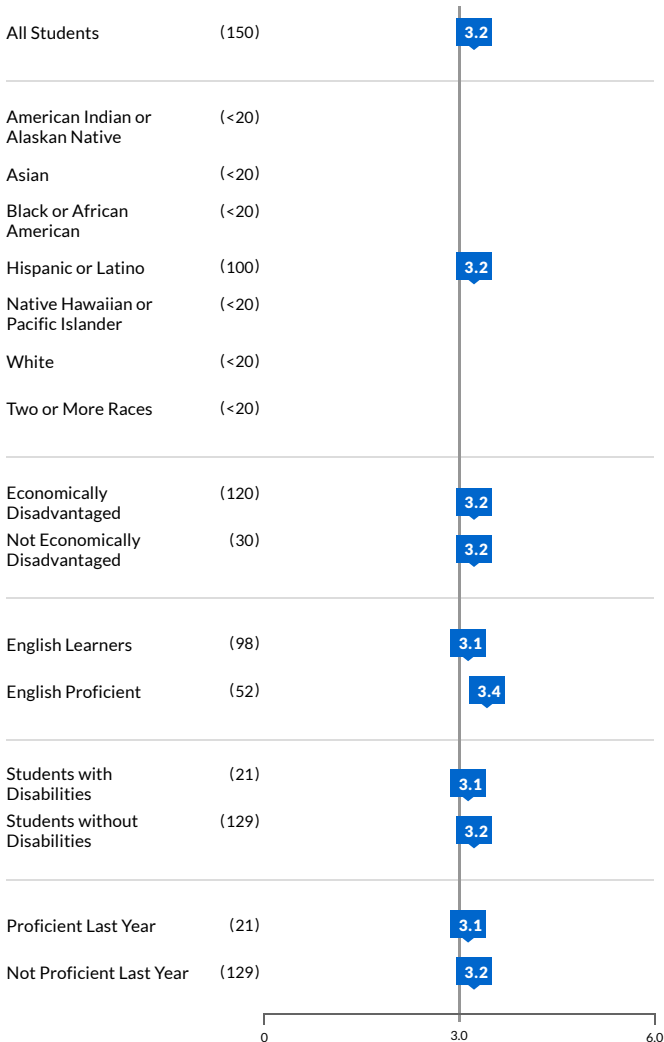 All Students (150) 3.2
American Indian or (<20)
Alaskan Native
Asian (<20)
Black or African (<20)
American
Hispanic or Latino (100) 3.2
Native Hawaiian or (<20)
Pacific Islander
White (<20)
Two or More Races (<20)
Economically (120) 3.2
Disadvantaged
Not Economically (30) 3.2
Disadvantaged
English Learners (98) 3.1
English Proficient (52) 3.4
Students with (21) 3.1
Disabilities
Students without (129) 3.2
Disabilities
Proficient Last Year (21) 3.1
Not Proficient Last Year (129) 3.2
0 3.0 6.0